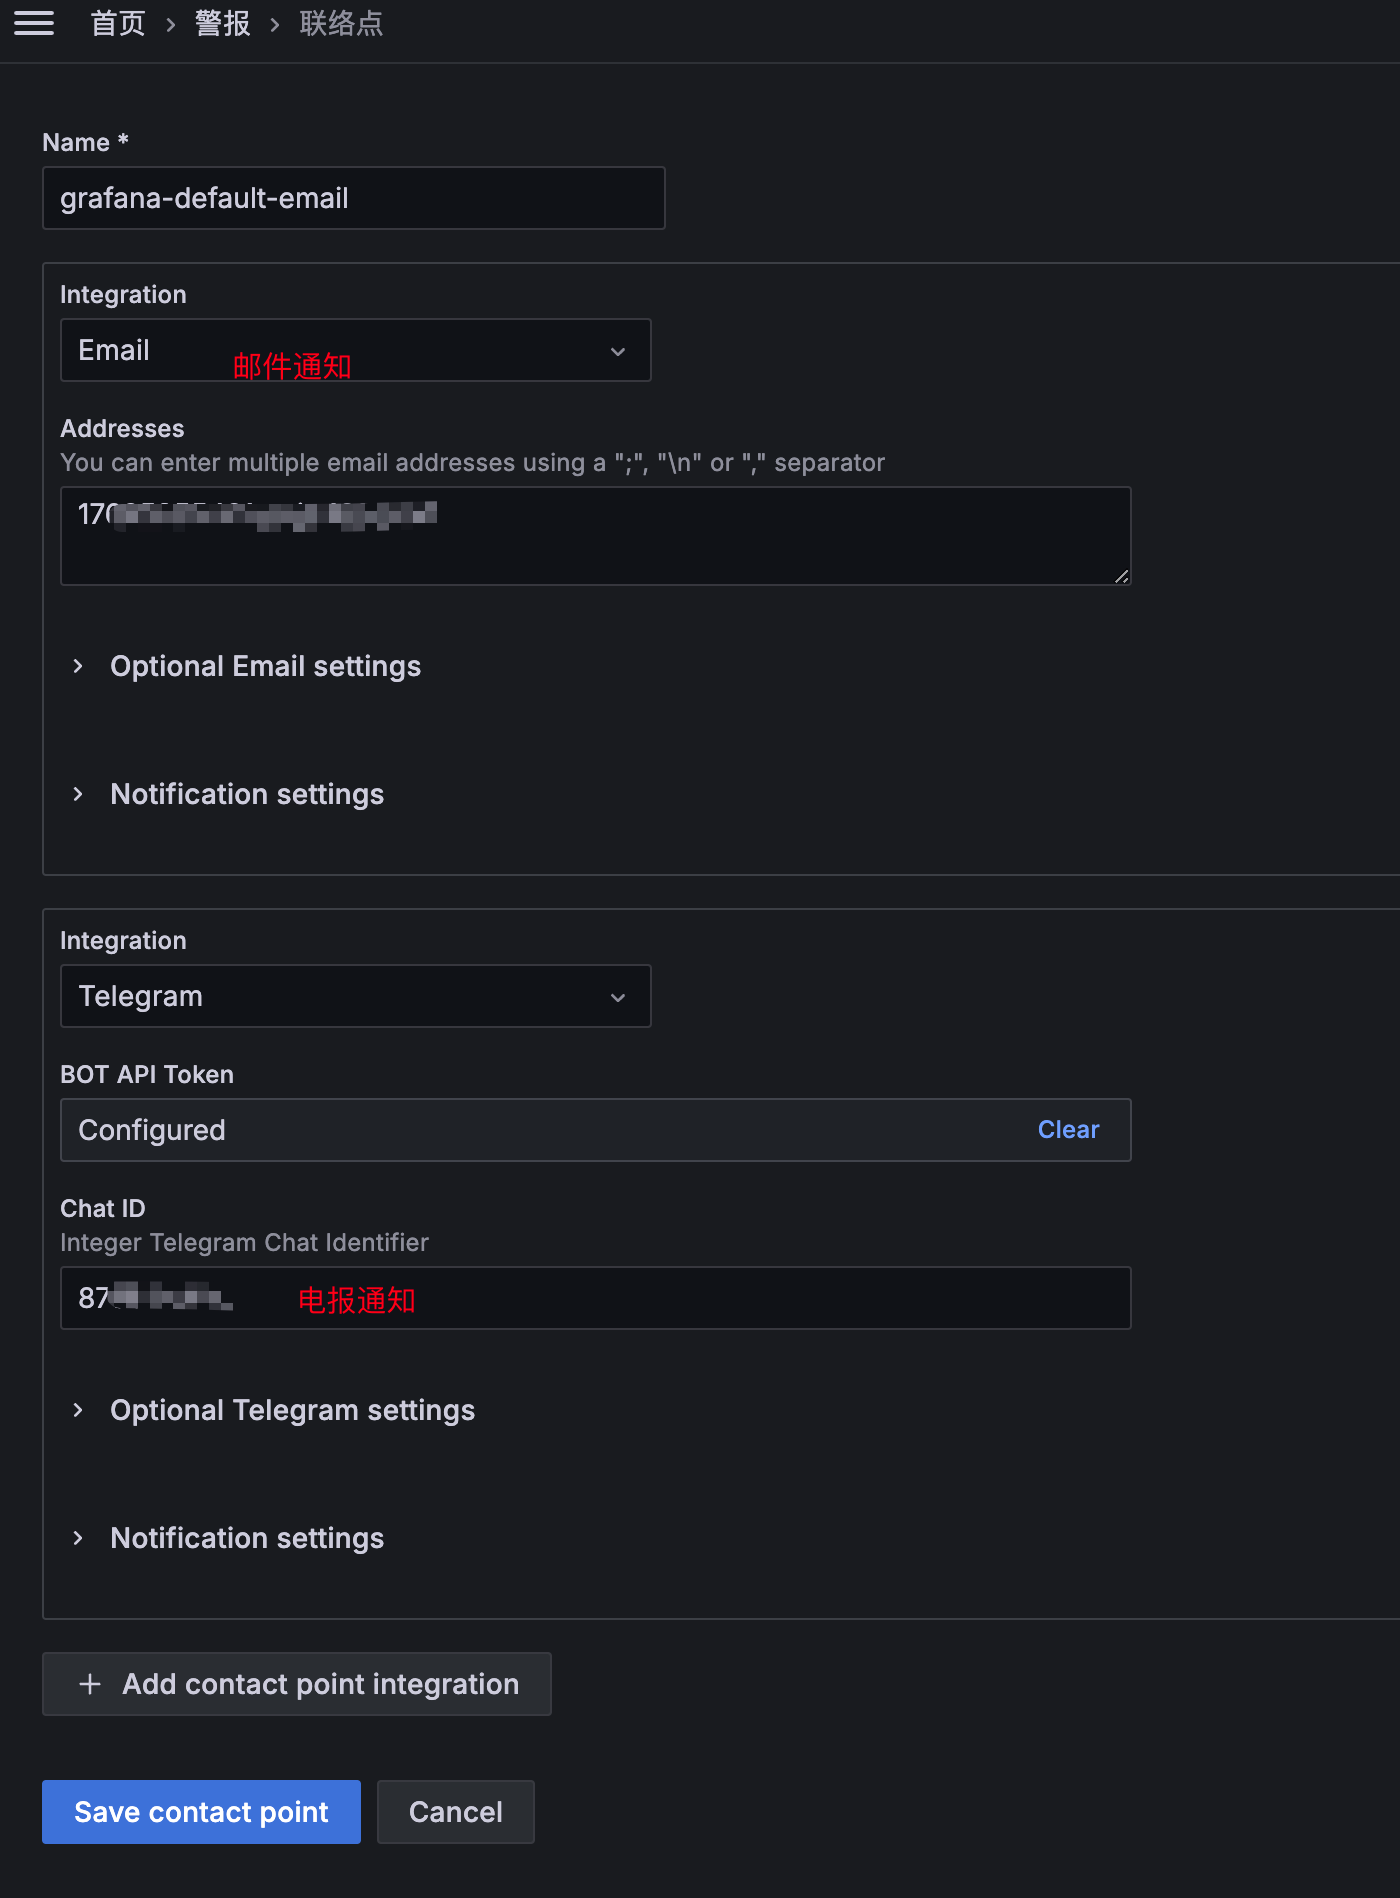 首页 › 警报 › 联络点
Name *
grafana-default-email
Integration
Email
邮件通知
Addresses
You can enter multiple email addresses using a ";", "\n" or "," separator
170
Optional Email settings
Notification settings
Integration
Telegram
BOT API Token
Configured Clear
Chat ID
Integer Telegram Chat Identifier
87 电报通知
Optional Telegram settings
Notification settings
Add contact point integration
Save contact point Cancel